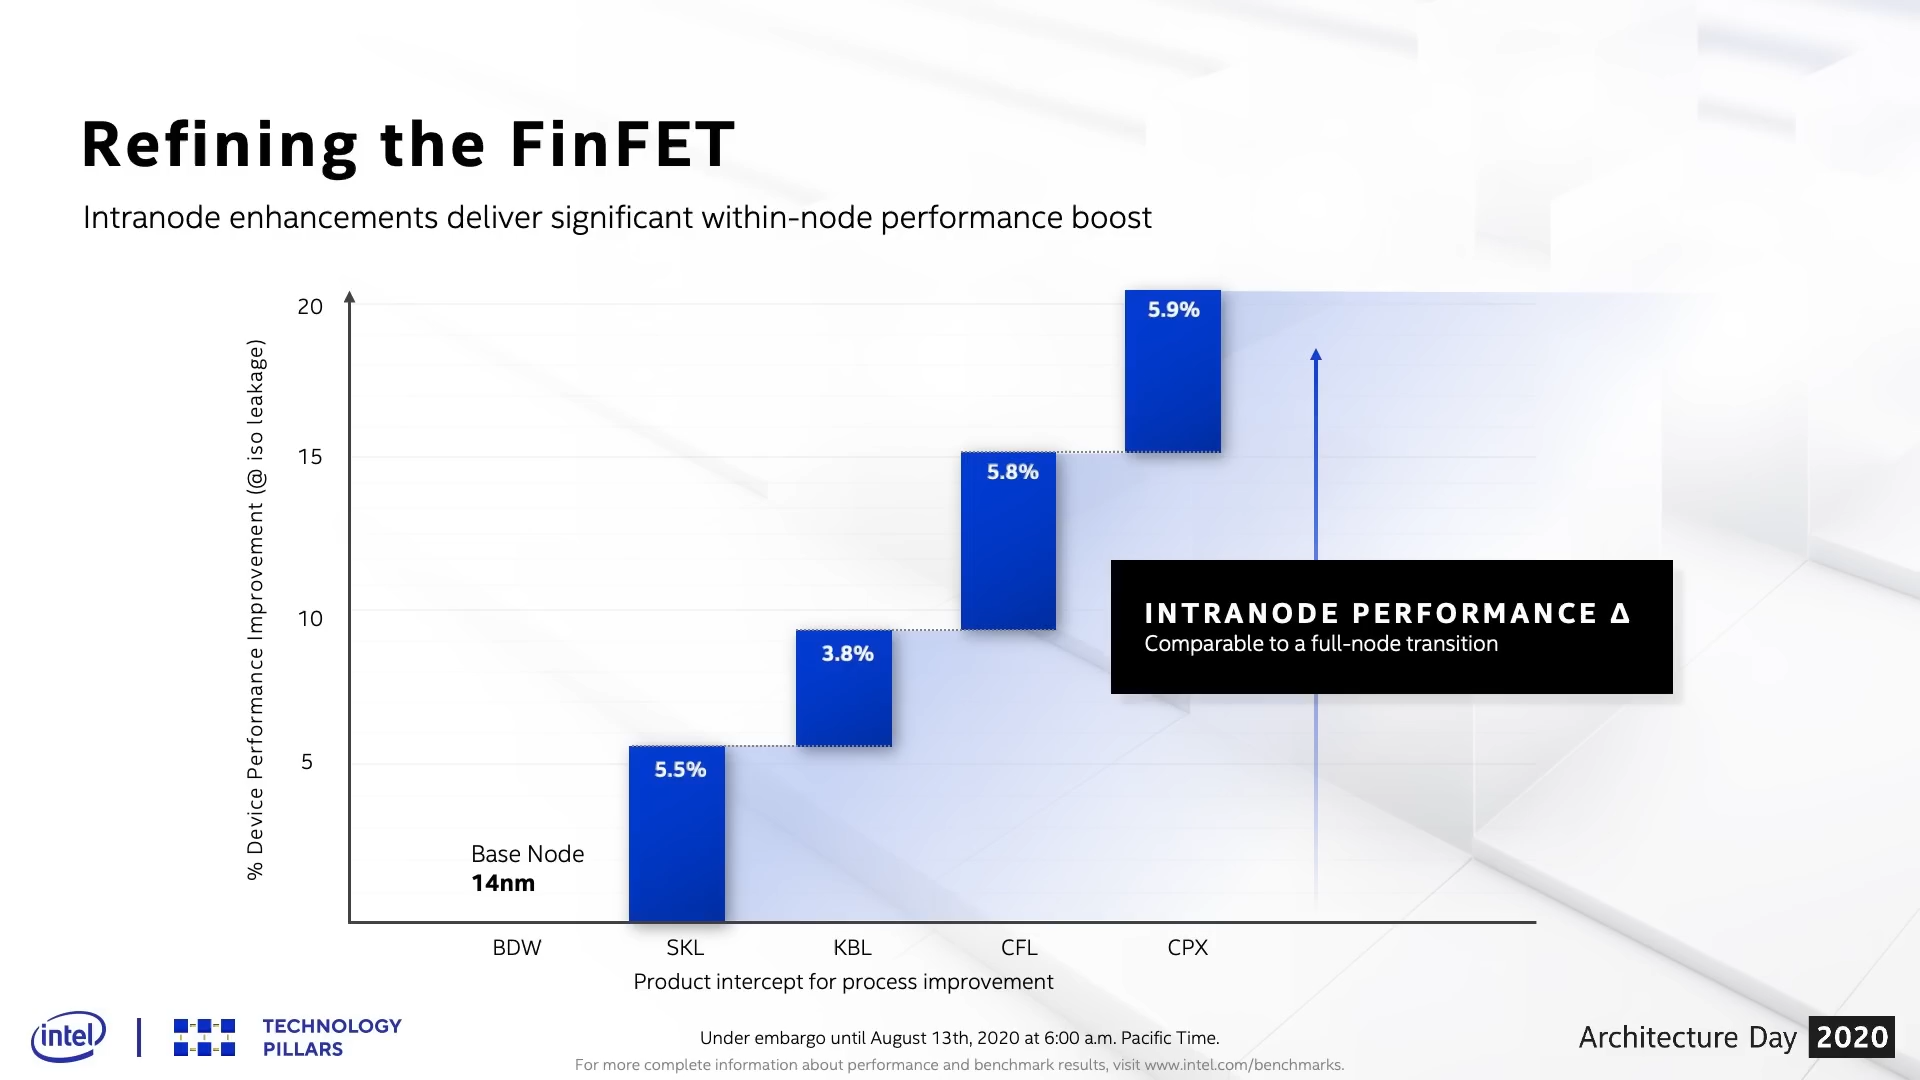 Refining the FinFET
Intranode enhancements deliver significant within-node performance boost
% Device Performance Improvement (@ iso leakage)
20
15
10
5
5.9%
5.8%
3.8%
5.5%
INTRANODE PERFORMANCE Δ
Comparable to a full-node transition
Base Node
14nm
BDW
SKL
KBL
CFL
CPX
Product intercept for process improvement
intel
TECHNOLOGY
PILLARS
Under embargo until August 13th, 2020 at 6:00 a.m. Pacific Time.
For more complete information about performance and benchmark results, visit www.intel.com/benchmarks.
Architecture Day 2020